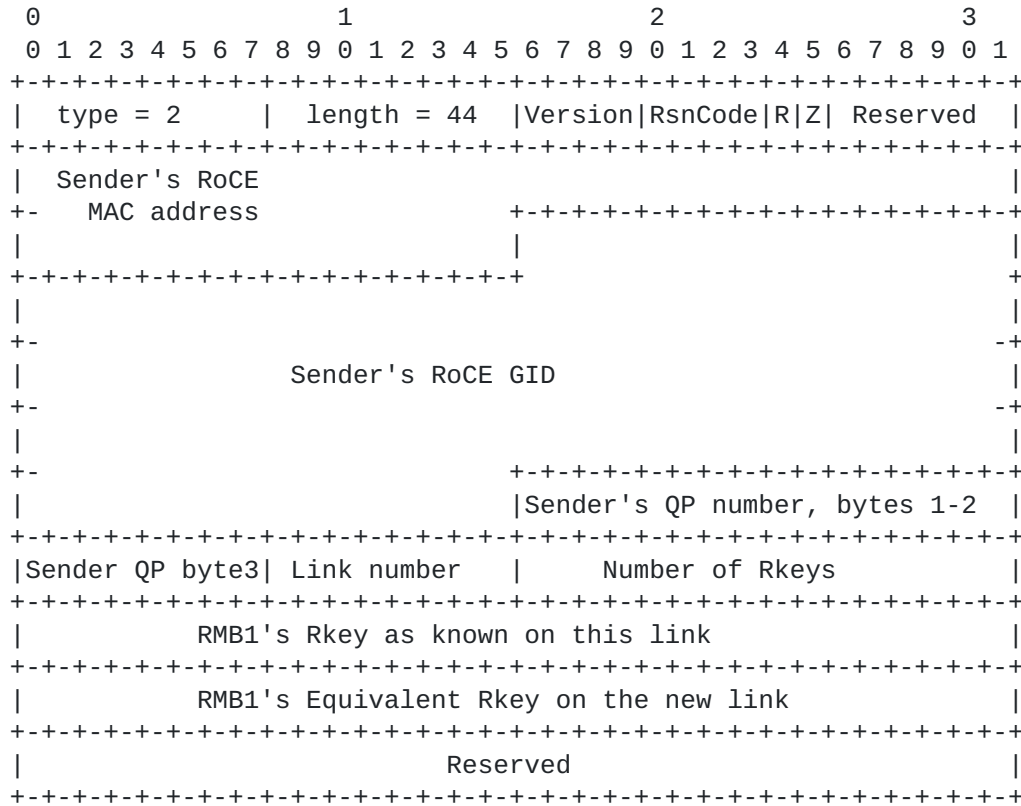 0                   1                   2                   3
 0 1 2 3 4 5 6 7 8 9 0 1 2 3 4 5 6 7 8 9 0 1 2 3 4 5 6 7 8 9 0 1
+-+-+-+-+-+-+-+-+-+-+-+-+-+-+-+-+-+-+-+-+-+-+-+-+-+-+-+-+-+-+-+-+
|  type = 2     |  length = 44  |Version|RsnCode|R|Z| Reserved  |
+-+-+-+-+-+-+-+-+-+-+-+-+-+-+-+-+-+-+-+-+-+-+-+-+-+-+-+-+-+-+-+-+
|  Sender's RoCE                                                |
+-   MAC address                +-+-+-+-+-+-+-+-+-+-+-+-+-+-+-+-+
|                               |                               |
+-+-+-+-+-+-+-+-+-+-+-+-+-+-+-+-+                               +
|                                                               |
+-                                                             -+
|                 Sender's RoCE GID                             |
+-                                                             -+
|                                                               |
+-                              +-+-+-+-+-+-+-+-+-+-+-+-+-+-+-+-+
|                               |Sender's QP number, bytes 1-2  |
+-+-+-+-+-+-+-+-+-+-+-+-+-+-+-+-+-+-+-+-+-+-+-+-+-+-+-+-+-+-+-+-+
|Sender QP byte3| Link number   |     Number of Rkeys           |
+-+-+-+-+-+-+-+-+-+-+-+-+-+-+-+-+-+-+-+-+-+-+-+-+-+-+-+-+-+-+-+-+
|           RMB1's Rkey as known on this link                   |
+-+-+-+-+-+-+-+-+-+-+-+-+-+-+-+-+-+-+-+-+-+-+-+-+-+-+-+-+-+-+-+-+
|           RMB1's Equivalent Rkey on the new link              |
+-+-+-+-+-+-+-+-+-+-+-+-+-+-+-+-+-+-+-+-+-+-+-+-+-+-+-+-+-+-+-+-+
|                           Reserved                            |
+-+-+-+-+-+-+-+-+-+-+-+-+-+-+-+-+-+-+-+-+-+-+-+-+-+-+-+-+-+-+-+-+